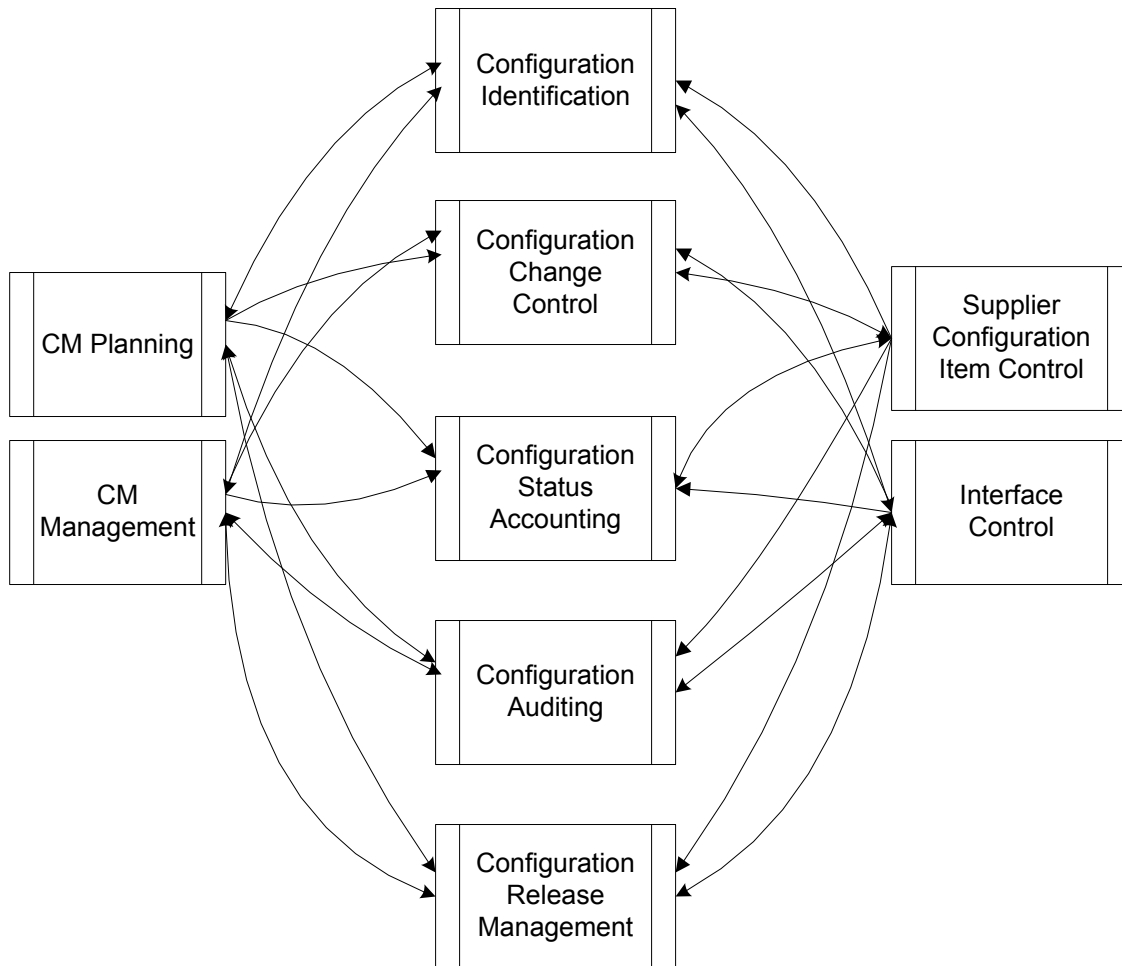 Configuration
Identification
Configuration
Change
Control
CM Planning
Supplier
Configuration
Item Control
CM
Management
Configuration
Status
Accounting
Interface
Control
Configuration
Auditing
Configuration
Release
Management